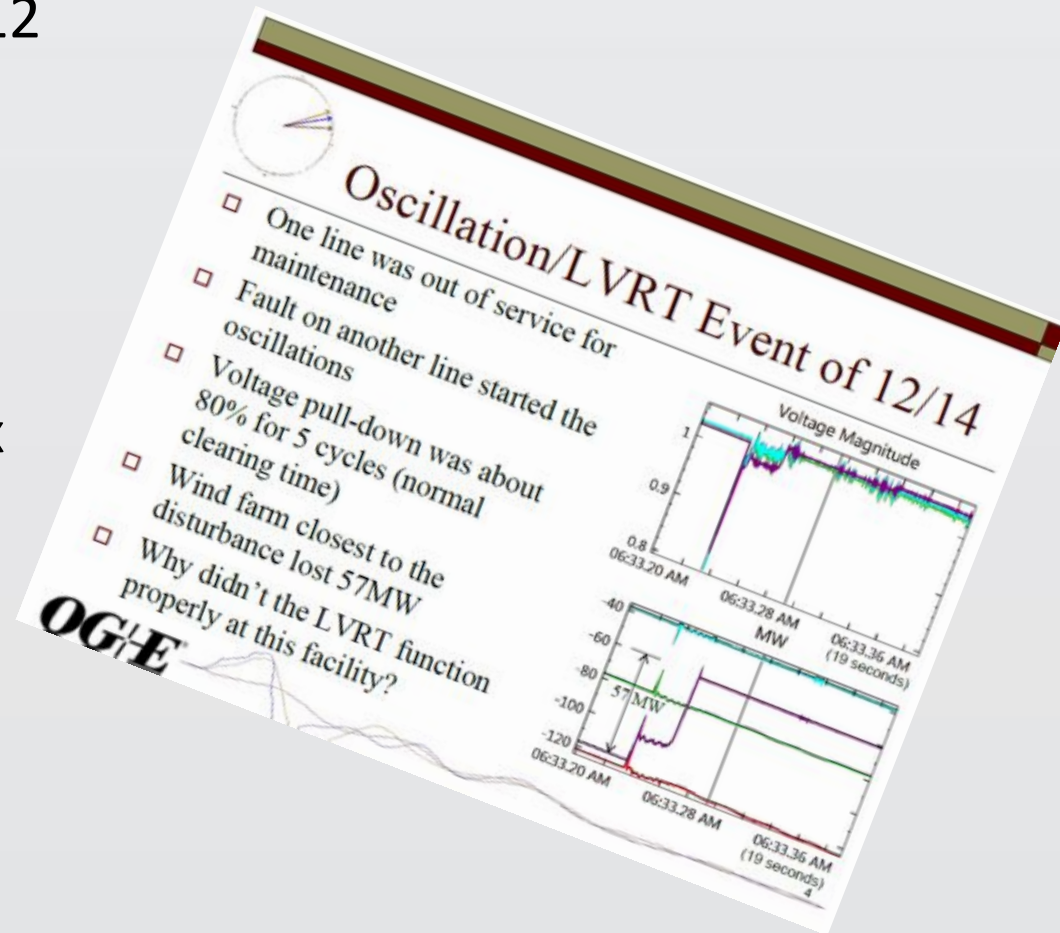 12
Oscillation/LVRT Event of 12/14
One line was out of service for
maintenance
Fault on another line started the
oscillations
Voltage pull-down was about
80% for 5 cycles (normal
clearing time)
Wind farm closest to the
disturbance lost 57MW
Why didn't the LVRT function
properly at this facility?
OG&E
Voltage Magnitude
1
0.9
0.8
06:33.20 AM
06:33.28 AM
06:33.36 AM
(19 seconds)
MW
-40
-60
-80
-100
-120
57 MW
06:33.20 AM
06:33.28 AM
06:33.36 AM
(19 seconds)
4